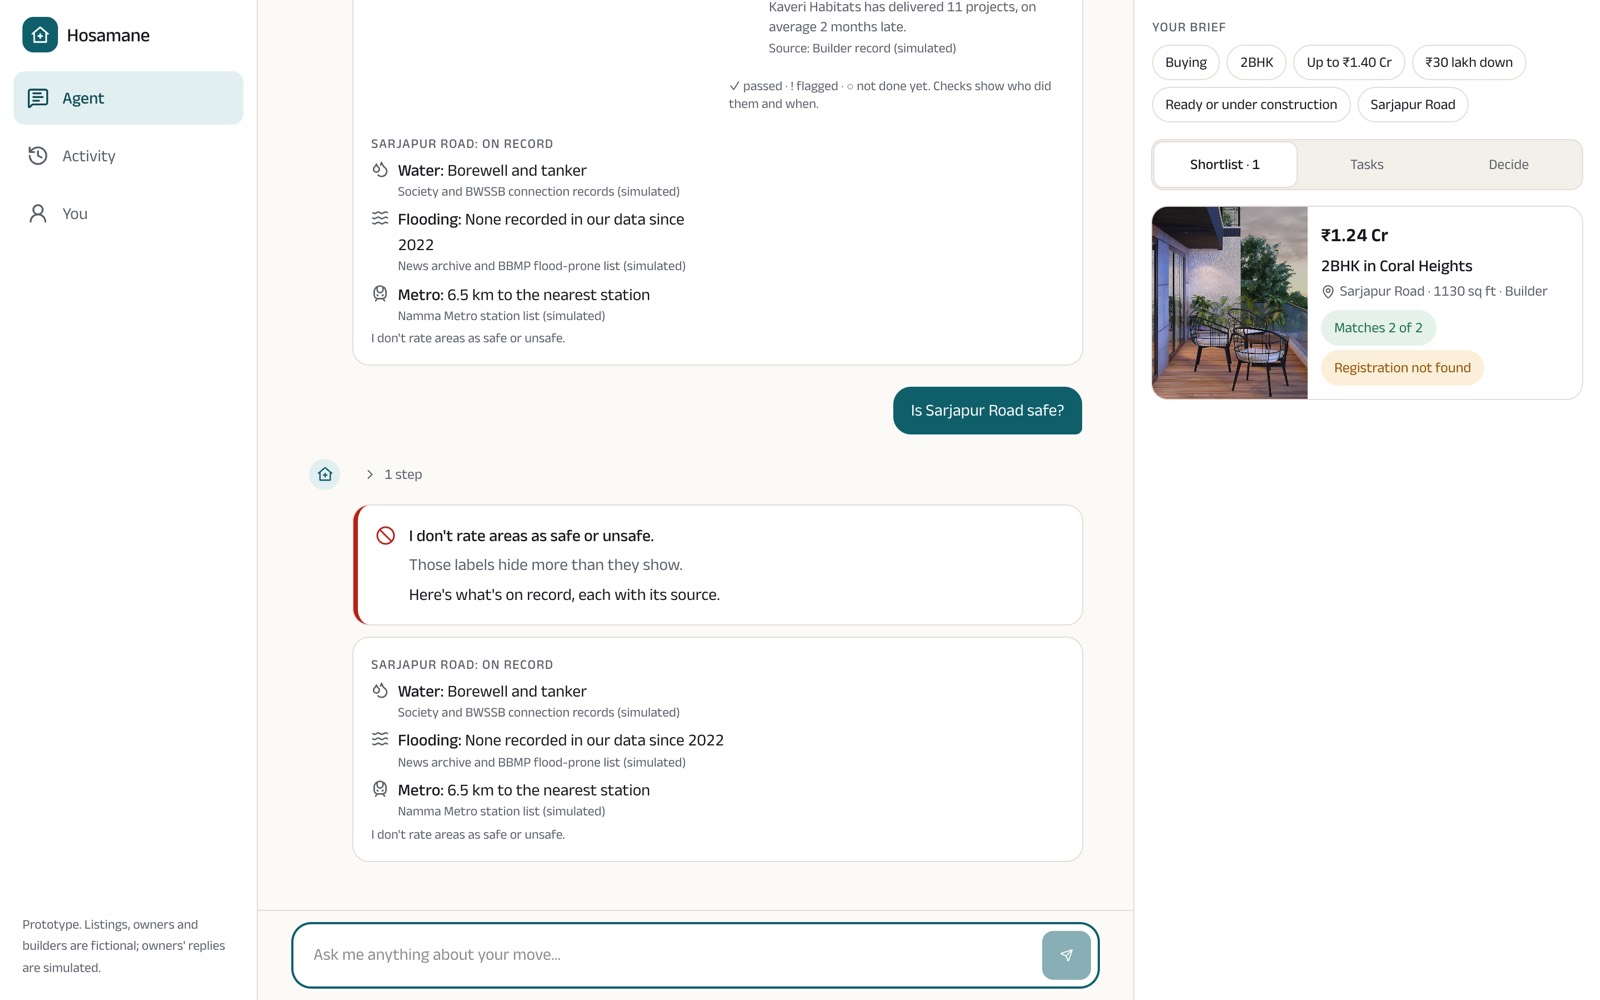 Hosamane
Agent
Activity
You
Prototype. Listings, owners and
builders are fictional; owners' replies
are simulated.
Kaveri Habitats has delivered 11 projects, on
average 2 months late.
Source: Builder record (simulated)
✓ passed · ! flagged · ○ not done yet. Checks show who did
them and when.
SARJAPUR ROAD: ON RECORD
Water: Borewell and tanker
Society and BWSSB connection records (simulated)
Flooding: None recorded in our data since
2022
News archive and BBMP flood-prone list (simulated)
Metro: 6.5 km to the nearest station
Namma Metro station list (simulated)
I don't rate areas as safe or unsafe.
Is Sarjapur Road safe?
1 step
I don't rate areas as safe or unsafe.
Those labels hide more than they show.
Here's what's on record, each with its source.
SARJAPUR ROAD: ON RECORD
Water: Borewell and tanker
Society and BWSSB connection records (simulated)
Flooding: None recorded in our data since 2022
News archive and BBMP flood-prone list (simulated)
Metro: 6.5 km to the nearest station
Namma Metro station list (simulated)
I don't rate areas as safe or unsafe.
Ask me anything about your move...
YOUR BRIEF
Buying 2BHK Up to ₹1.40 Cr ₹30 lakh down
Ready or under construction Sarjapur Road
Shortlist · 1 Tasks Decide
₹1.24 Cr
2BHK in Coral Heights
Sarjapur Road · 1130 sq ft · Builder
Matches 2 of 2
Registration not found